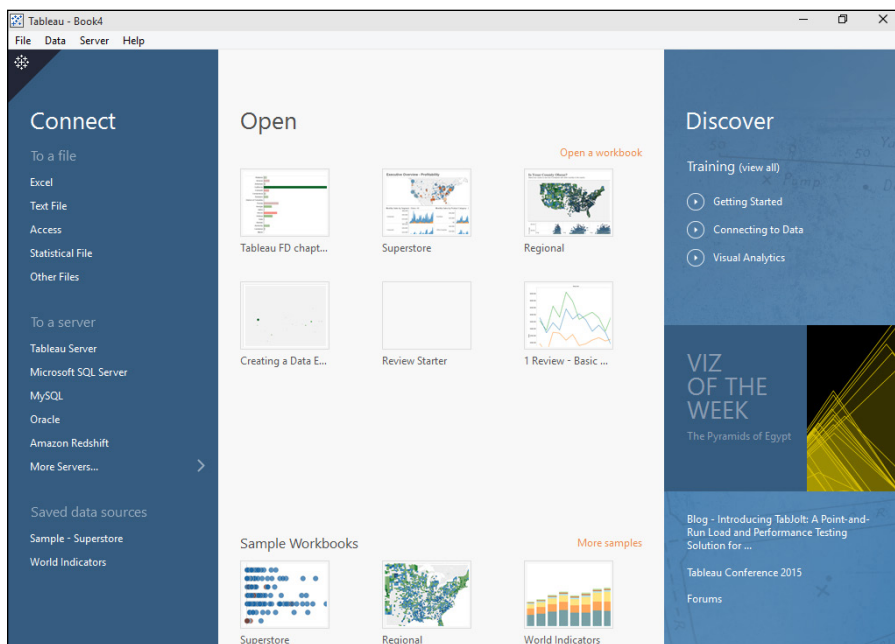 Tableau - Book4
File Data Server Help
Connect
To a file
Excel
Text File
Access
Statistical File
Other Files
To a server
Tableau Server
Microsoft SQL Server
MySQL
Oracle
Amazon Redshift
More Servers...
Saved data sources
Sample - Superstore
World Indicators
Open
Open a workbook
Tableau FD chapt...
Superstore
Regional
Creating a Data E...
Review Starter
1 Review - Basic ...
Sample Workbooks
More samples
Superstore
Regional
World Indicators
Discover
Training (view all)
Getting Started
Connecting to Data
Visual Analytics
VIZ
OF THE
WEEK
The Pyramids of Egypt
Blog - Introducing TabJolt: A Point-and-
Run Load and Performance Testing
Solution for ...
Tableau Conference 2015
Forums